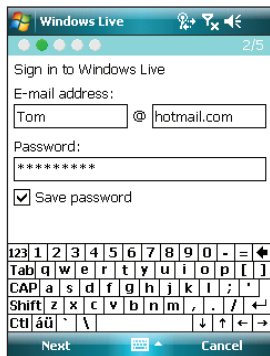 Windows Live
2/5
Sign in to Windows Live
E-mail address:
Tom @ hotmail.com
Password:
*********
Save password
123 1 2 3 4 5 6 7 8 9 0 - =
Tab q w e r t y u i o p [ ]
CAP a s d f g h j k l ; '
Shift z x c v b n m , . /
Ctl áü ` \
Next Cancel